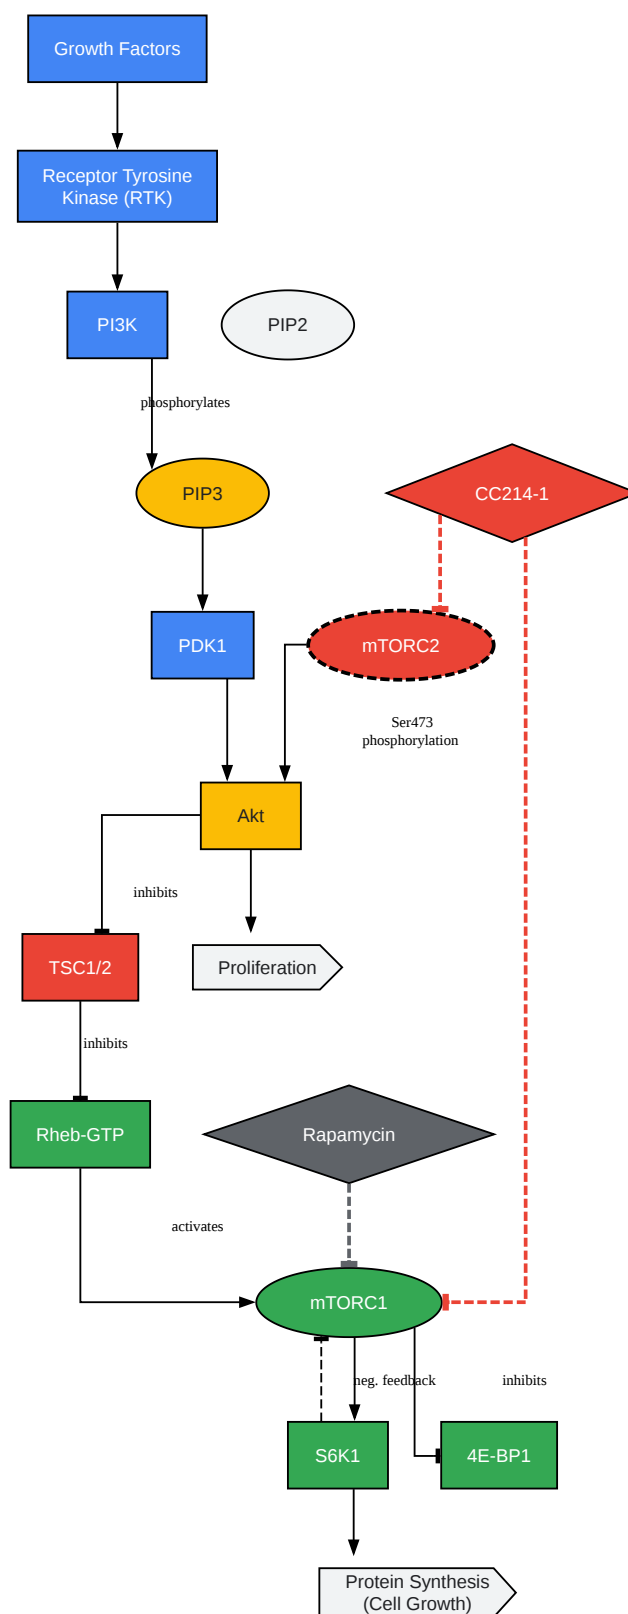 Growth Factors
Receptor Tyrosine
Kinase (RTK)
PI3K
PIP2
phosphorylates
PIP3
CC214-1
PDK1
mTORC2
Ser473
phosphorylation
Akt
inhibits
TSC1/2
Proliferation
inhibits
Rheb-GTP
Rapamycin
activates
mTORC1
neg. feedback
inhibits
S6K1
4E-BP1
Protein Synthesis
(Cell Growth)